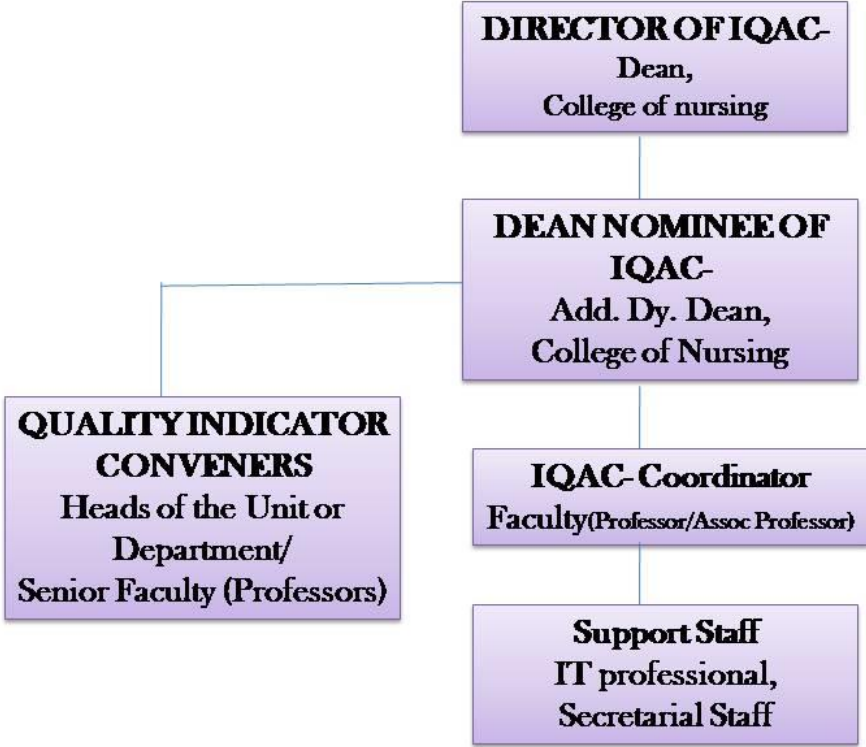 DIRECTOR OF IQAC-
Dean,
College of nursing
DEAN NOMINEE OF
IQAC-
Add. Dy. Dean,
College of Nursing
QUALITY INDICATOR
CONVENERS
Heads of the Unit or
Department/
Senior Faculty (Professors)
IQAC- Coordinator
Faculty(Professor/Assoc Professor)
Support Staff
IT professional,
Secretarial Staff